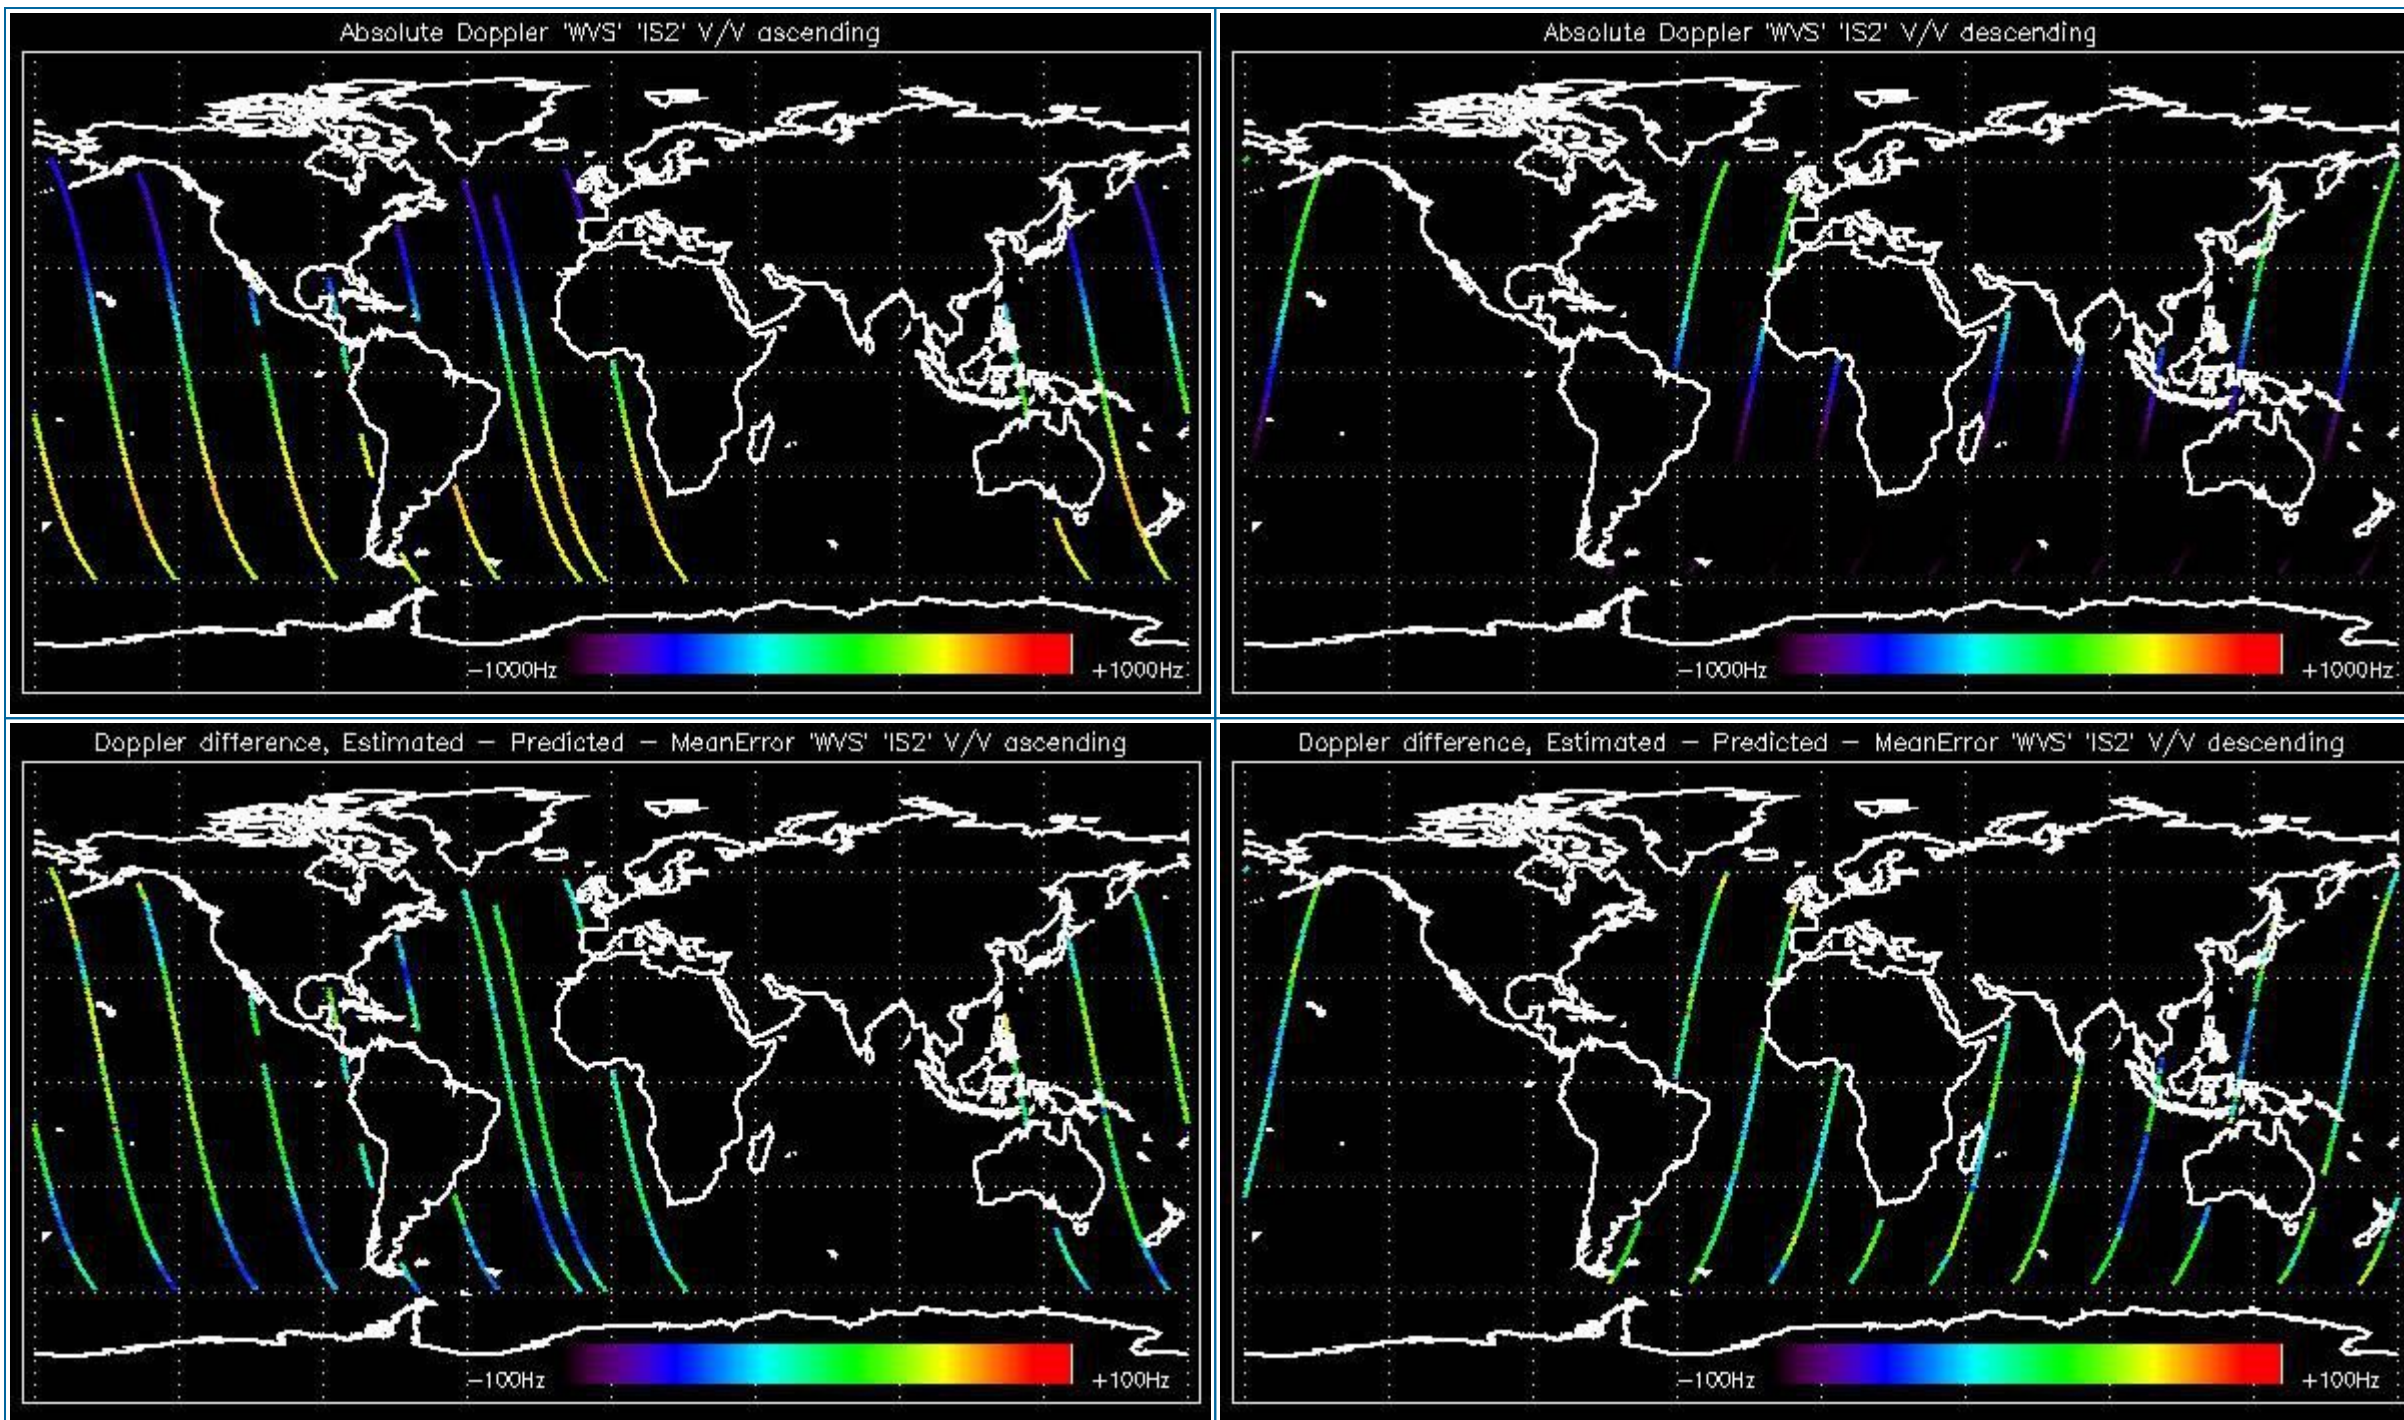 Absolute Doppler 'WVS' 'IS2' V/V ascending
-1000Hz
+1000Hz
Absolute Doppler 'WVS' 'IS2' V/V descending
-1000Hz
+1000Hz
Doppler difference, Estimated - Predicted - MeanError 'WVS' 'IS2' V/V ascending
-100Hz
+100Hz
Doppler difference, Estimated - Predicted - MeanError 'WVS' 'IS2' V/V descending
-100Hz
+100Hz